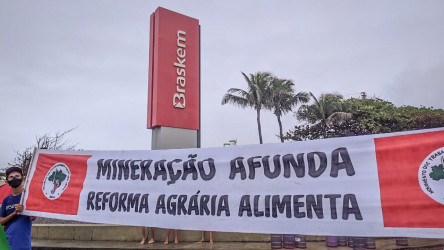 Braskem
MINERAÇÃO AFUNDA
REFORMA AGRÁRIA ALIMENTA